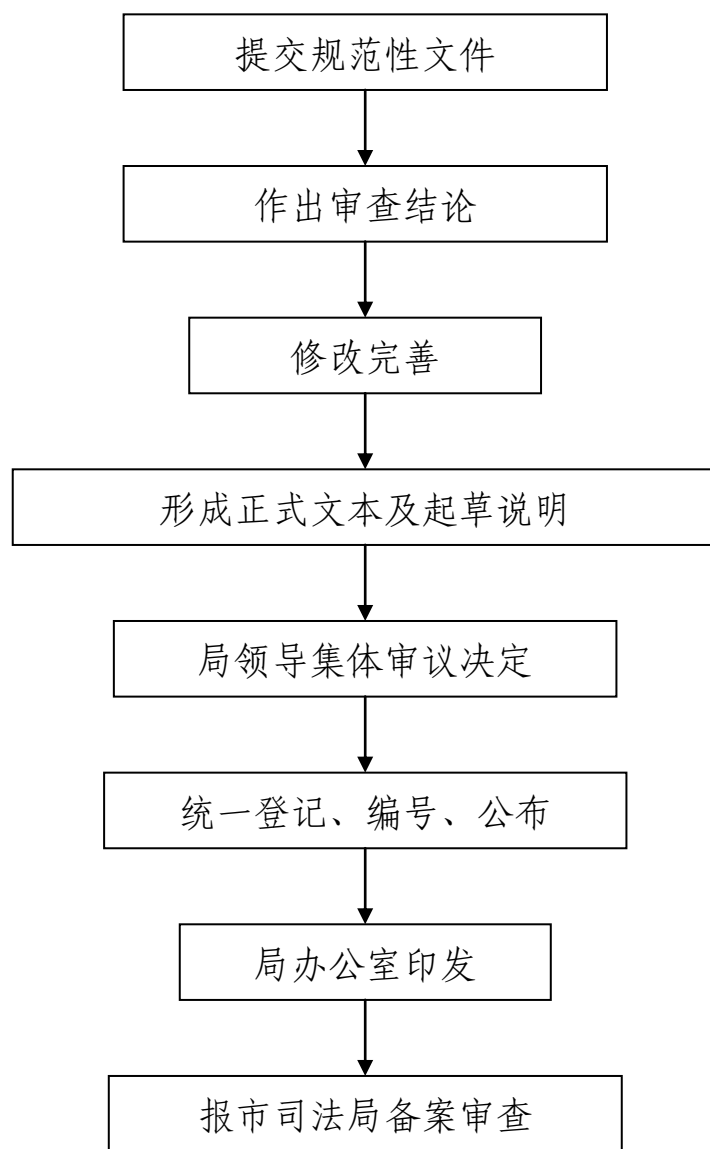 提交规范性文件
作出审查结论
修改完善
形成正式文本及起草说明
局领导集体审议决定
统一登记、编号、公布
局办公室印发
报市司法局备案审查